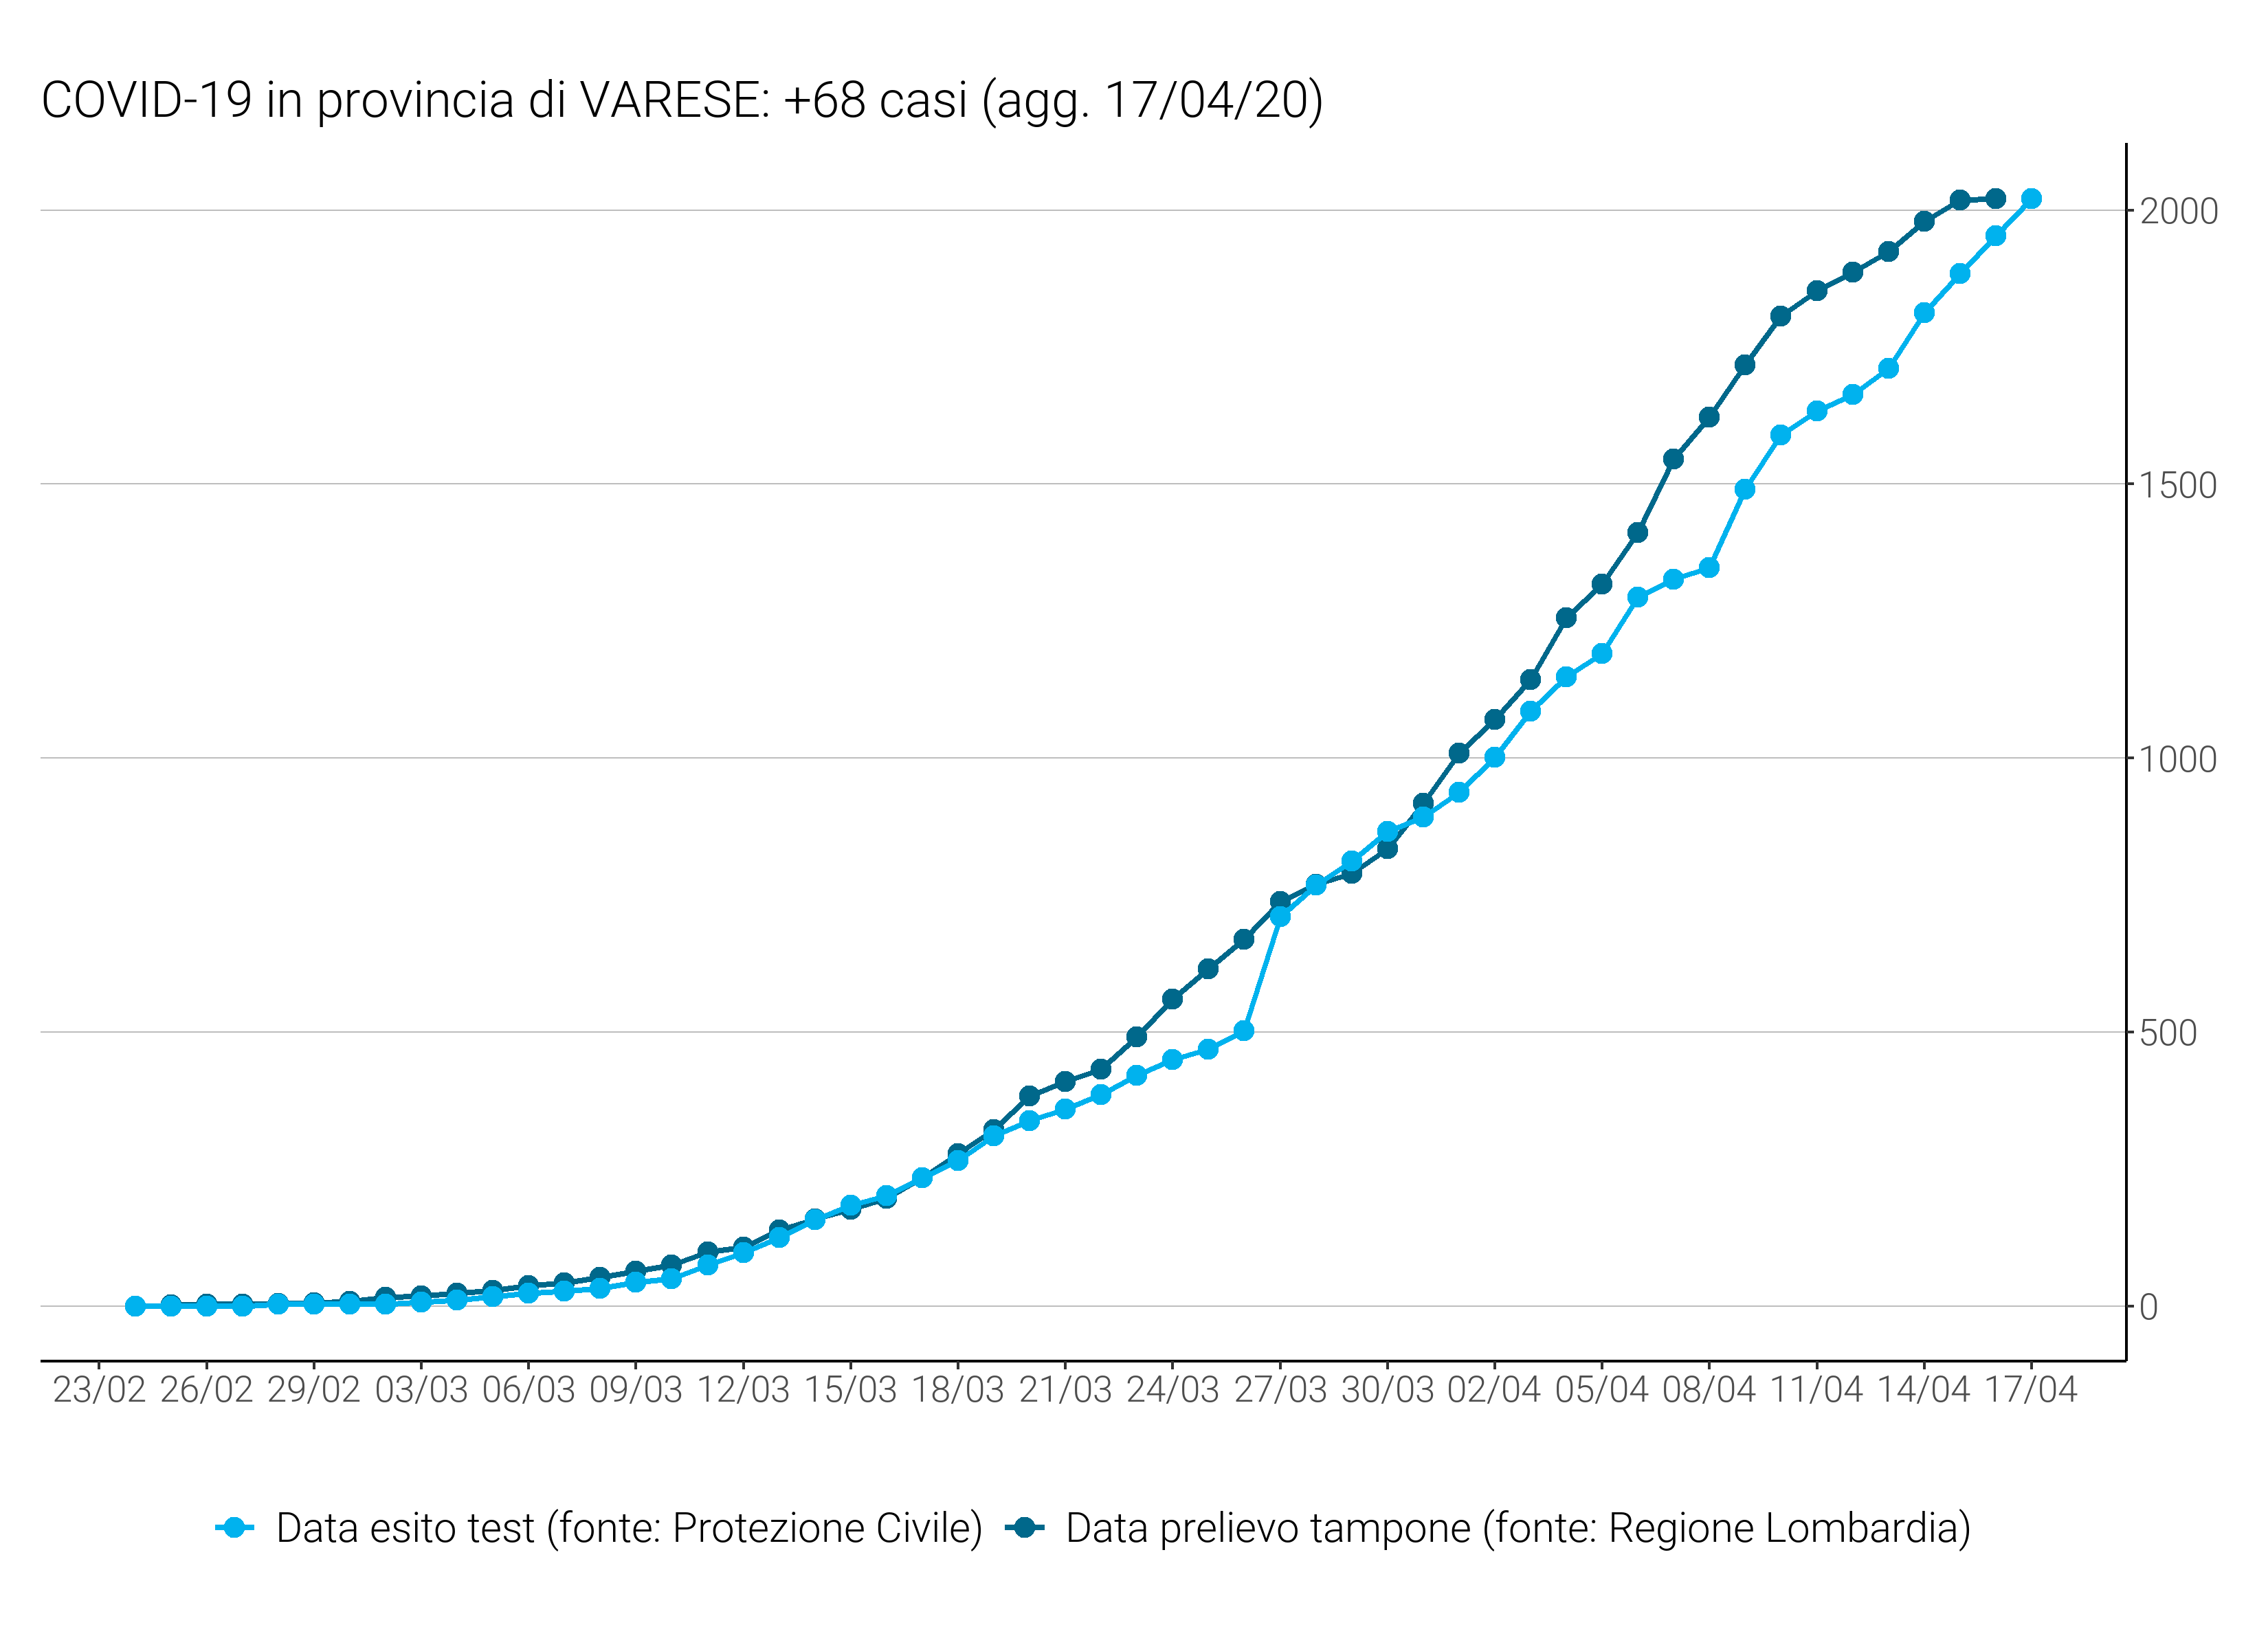 COVID-19 in provincia di VARESE: +68 casi (agg. 17/04/20)
2000
1500
1000
500
0
23/02 26/02 29/02 03/03 06/03 09/03 12/03 15/03 18/03 21/03 24/03 27/03 30/03 02/04 05/04 08/04 11/04 14/04 17/04
Data esito test (fonte: Protezione Civile) Data prelievo tampone (fonte: Regione Lombardia)